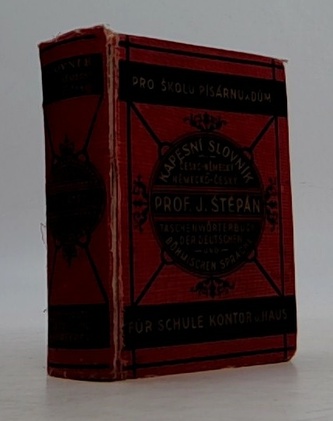 PRO ŠKOLU PÍSÁRNU A DŮM
KAPESNÍ SLOVNÍK
ČESKO-NĚMECKÝ
NĚMECKO-ČESKÝ
PROF. J. ŠTĚPÁN
TASCHENWÖRTERBUCH
DER DEUTSCHEN
UND
BÖHMISCHEN SPRACHE
FÜR SCHULE KONTOR U. HAUS